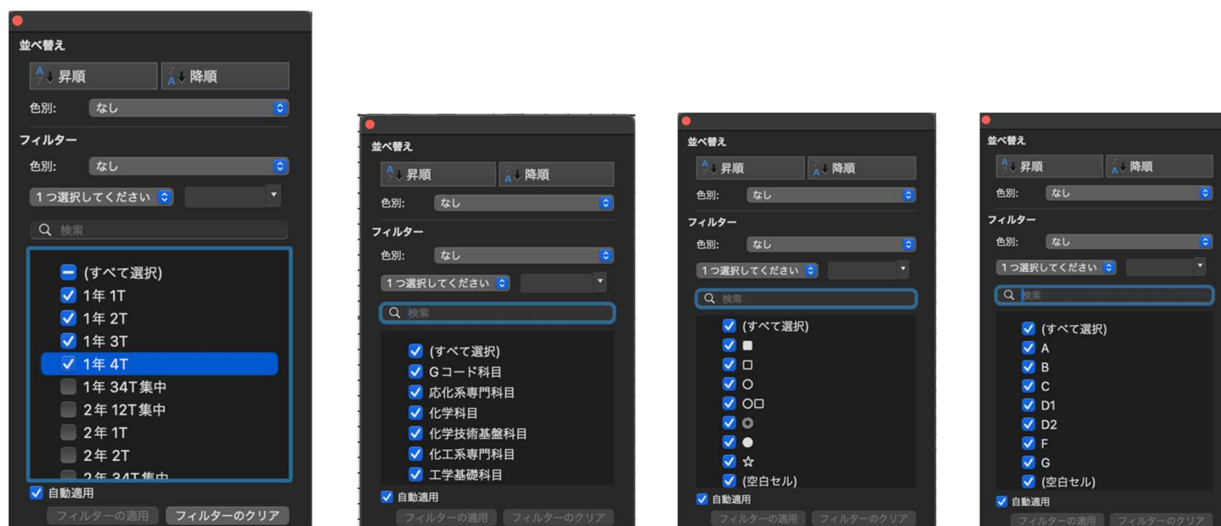 並べ替え
昇順
降順
色別:
なし
フィルター
色別:
なし
1つ選択してください
検索
(すべて選択)
1年 1T
1年 2T
1年 3T
1年 4T
1年 34T集中
2年 12T集中
2年 1T
2年 2T
2年 34T集中
自動適用
フィルターの適用
フィルターのクリア
並べ替え
昇順
降順
色別:
なし
フィルター
色別:
なし
1つ選択してください
検索
(すべて選択)
Gコード科目
応化系専門科目
化学科目
化学技術基盤科目
化工系専門科目
工学基礎科目
自動適用
フィルターの適用
フィルターのクリア
並べ替え
昇順
降順
色別:
なし
フィルター
色別:
なし
1つ選択してください
検索
(すべて選択)
■
□
○
○□
◎
●
☆
(空白セル)
自動適用
フィルターの適用
フィルターのクリア
並べ替え
昇順
降順
色別:
なし
フィルター
色別:
なし
1つ選択してください
検索
(すべて選択)
A
B
C
D1
D2
F
G
(空白セル)
自動適用
フィルターの適用
フィルターのクリア